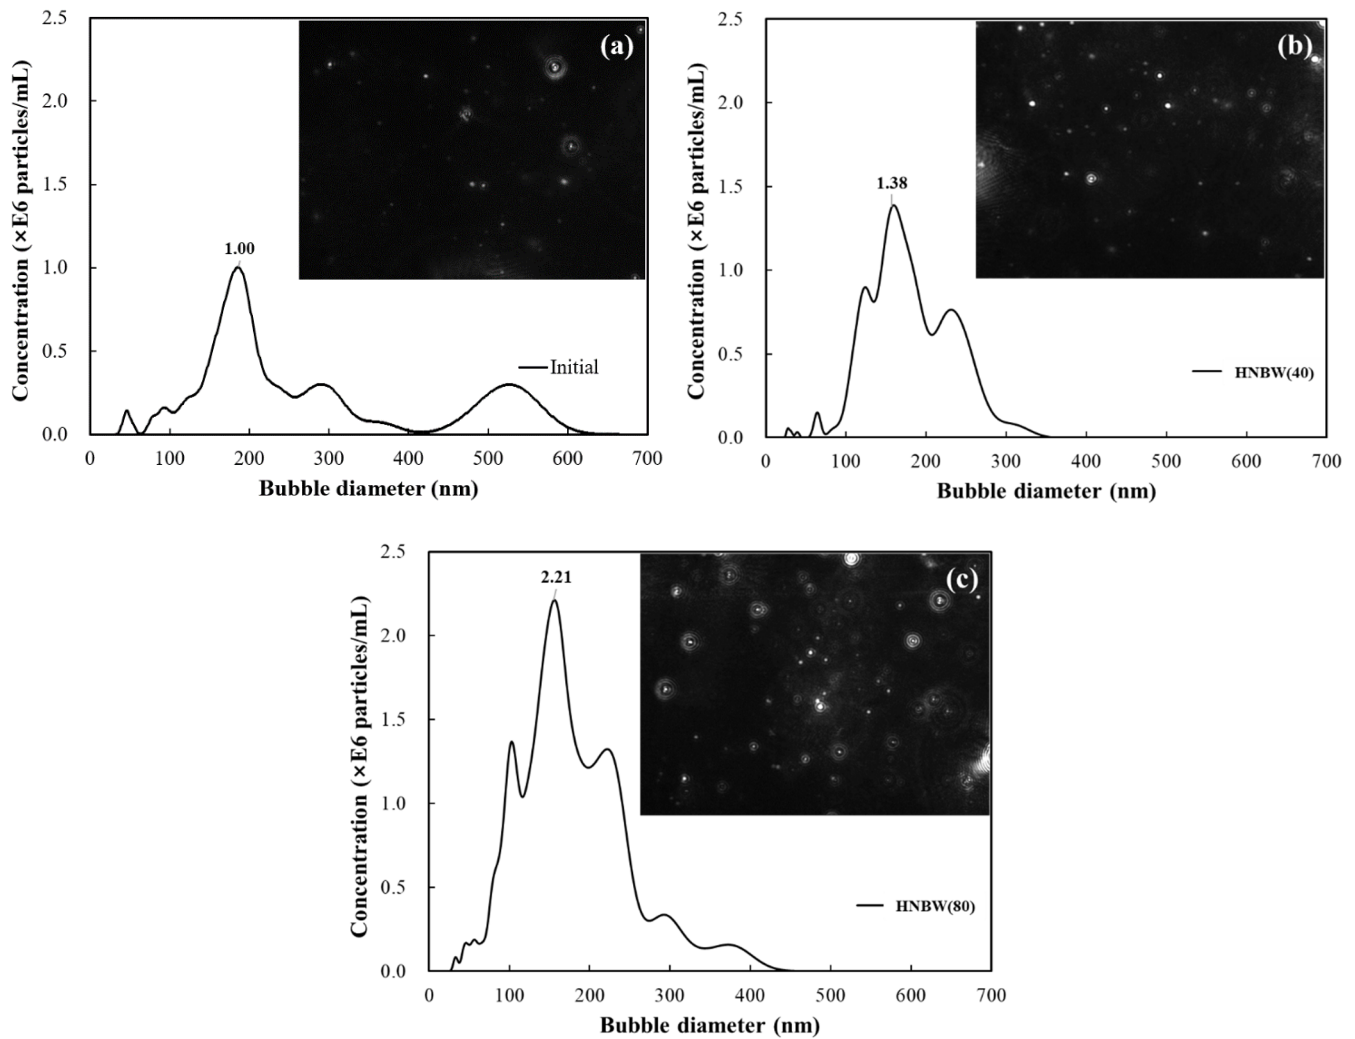 (a)
2.5
2.0
1.5
1.0
0.5
0.0
Concentration (×E6 particles/mL)
1.00
Initial
0 100 200 300 400 500 600 700
Bubble diameter (nm)
(b)
2.5
2.0
1.5
1.0
0.5
0.0
Concentration (×E6 particles/mL)
1.38
HNBW(40)
0 100 200 300 400 500 600 700
Bubble diameter (nm)
(c)
2.5
2.0
1.5
1.0
0.5
0.0
Concentration (×E6 particles/mL)
2.21
HNBW(80)
0 100 200 300 400 500 600 700
Bubble diameter (nm)